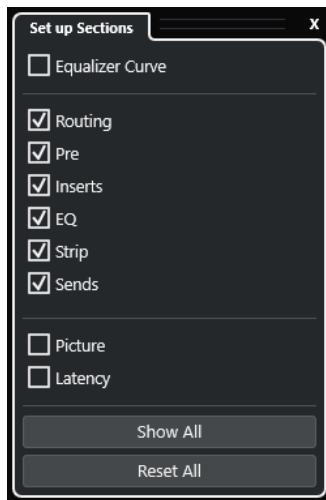 Set up Sections
X
Equalizer Curve
Routing
Pre
Inserts
EQ
Strip
Sends
Picture
Latency
Show All
Reset All